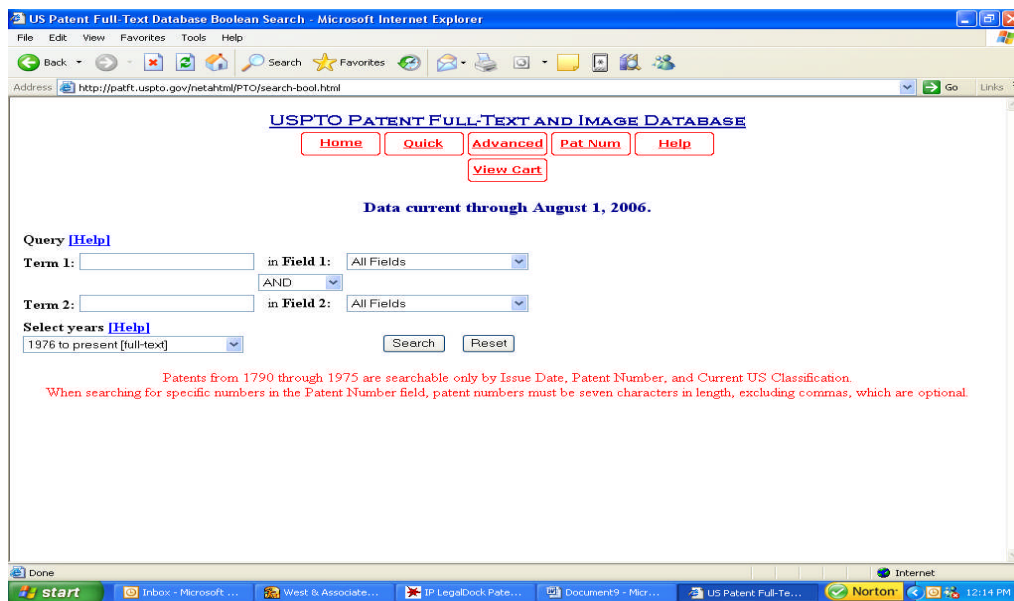 US Patent Full-Text Database Boolean Search - Microsoft Internet Explorer
File Edit View Favorites Tools Help
Back Search Favorites
Address http://patft.uspto.gov/netahtml/PTO/search-bool.html Go Links
USPTO PATENT FULL-TEXT AND IMAGE DATABASE
Home Quick Advanced Pat Num Help
View Cart
Data current through August 1, 2006.
Query [Help]
Term 1: in Field 1: All Fields
AND
Term 2: in Field 2: All Fields
Select years [Help]
1976 to present [full-text] Search Reset
Patents from 1790 through 1975 are searchable only by Issue Date, Patent Number, and Current US Classification.
When searching for specific numbers in the Patent Number field, patent numbers must be seven characters in length, excluding commas, which are optional.
Done Internet
start Inbox - Microsoft ... West & Associate... IP LegalDock Pate... Document9 - Micr... US Patent Full-Te... Norton 12:14 PM